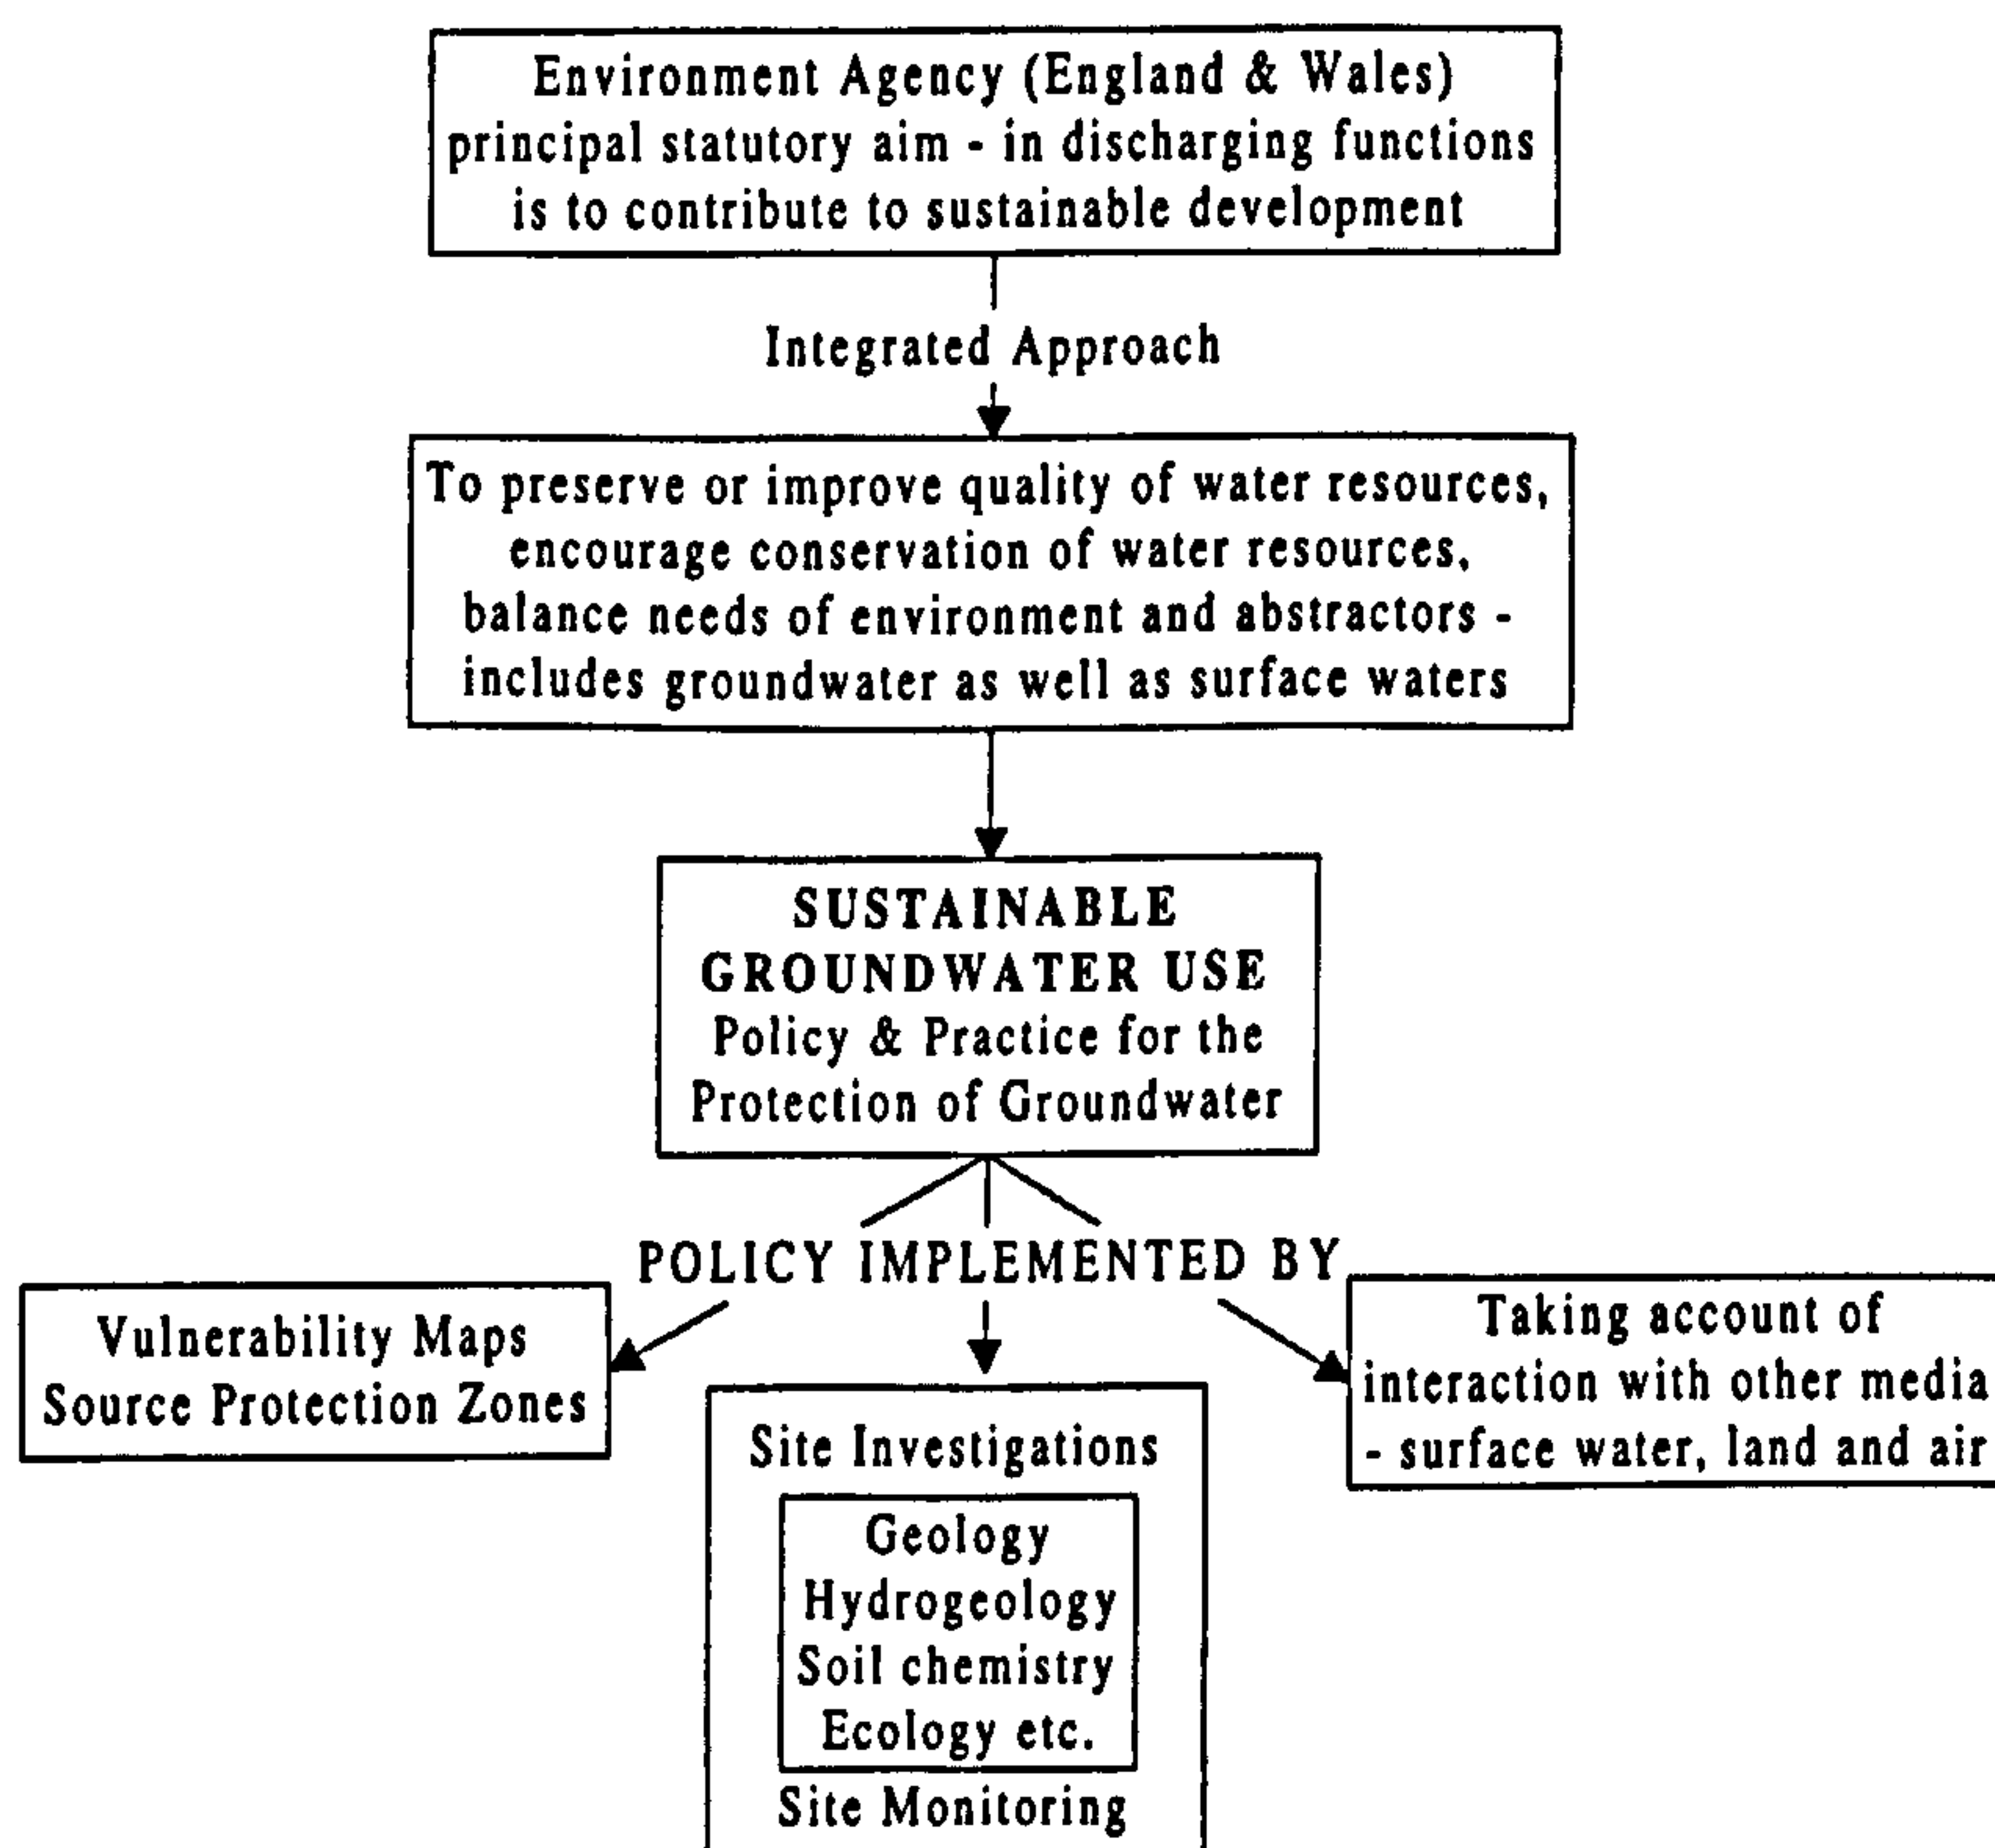 Environment Agency (England & Wales)
principal statutory aim - in discharging functions
is to contribute to sustainable development
Integrated Approach
To preserve or improve quality of water resources,
encourage conservation of water resources,
balance needs of environment and abstractors -
includes groundwater as well as surface waters
SUSTAINABLE
GROUNDWATER USE
Policy & Practice for the
Protection of Groundwater
POLICY IMPLEMENTED BY
Vulnerability Maps
Source Protection Zones
Site Investigations
Geology
Hydrogeology
Soil chemistry
Ecology etc.
Site Monitoring
Taking account of
interaction with other media
- surface water, land and air